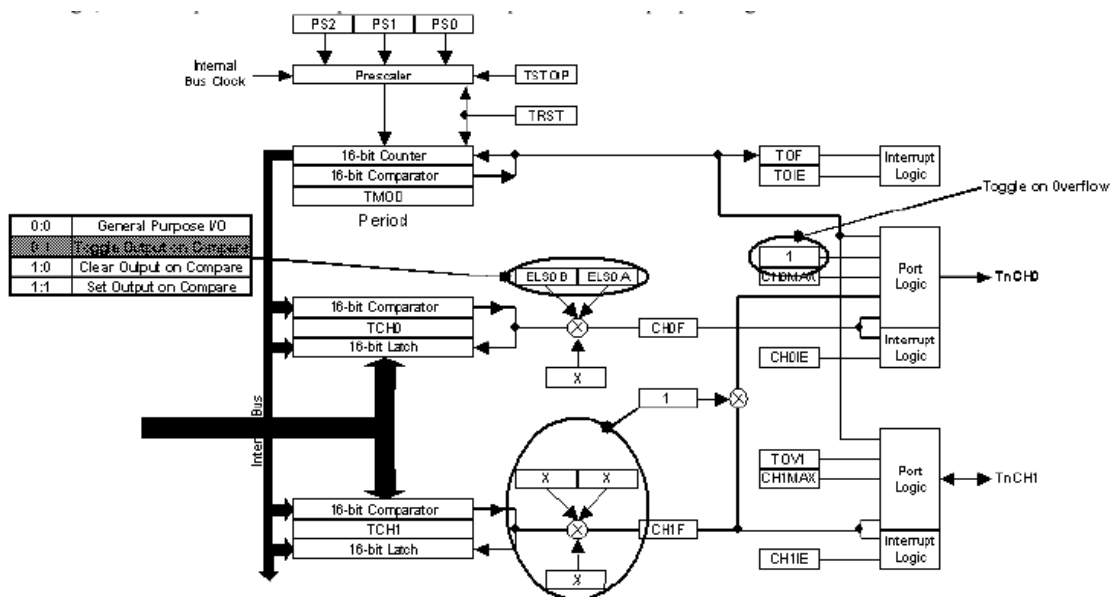 PS2 PS1 PS0
Internal
Bus Clock
Prescaler
TSTOP
TRST
16-bit Counter
16-bit Comparator
TMOD
Period
TOF
TOIE
Interrupt
Logic
Toggle on Overflow
0:0 General Purpose I/O
0:1 Toggle Output on Compare
1:0 Clear Output on Compare
1:1 Set Output on Compare
ELS0B ELS0A
1
CH0MAX
Port
Logic
TnCH0
16-bit Comparator
TCH0
16-bit Latch
CH0F
X
CH0IE
Interrupt
Logic
1
Bus
X X
TOV1
CH1MAX
Port
Logic
TnCH1
16-bit Comparator
TCH1
16-bit Latch
CH1F
X
CH1IE
Interrupt
Logic